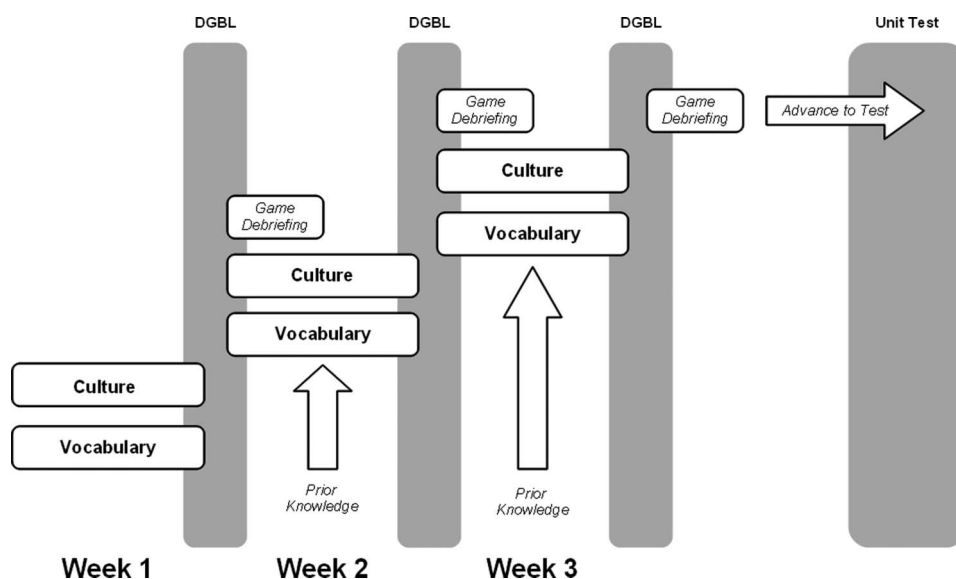 DGBL
DGBL
DGBL
Unit Test
Game
Debriefing
Game
Debriefing
Advance to Test
Culture
Game
Debriefing
Vocabulary
Culture
Vocabulary
Culture
Vocabulary
Prior
Knowledge
Prior
Knowledge
Week 1
Week 2
Week 3